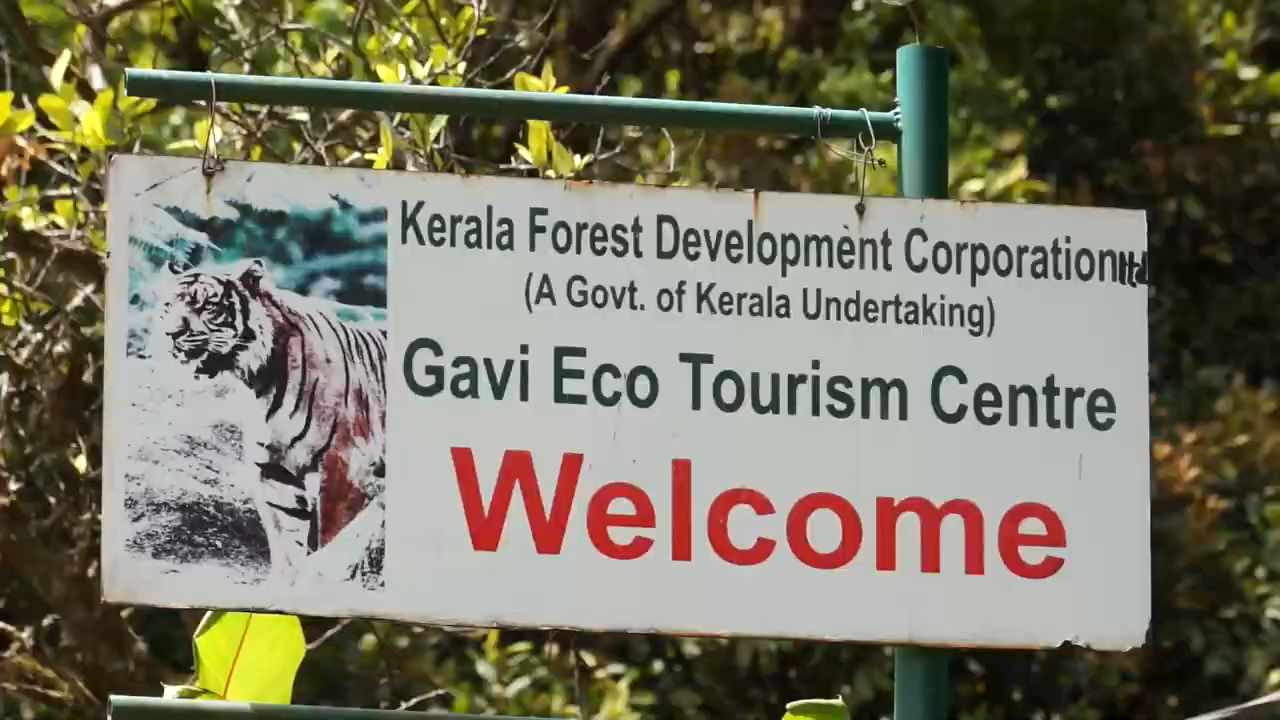 Kerala Forest Development Corporation ltd
(A Govt. of Kerala Undertaking)
Gavi Eco Tourism Centre
Welcome